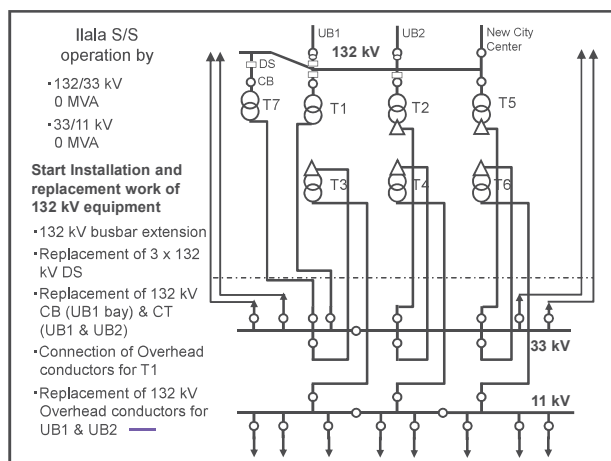 Ilala S/S
operation by
·132/33 kV
0 MVA
·33/11 kV
0 MVA
Start Installation and
replacement work of
132 kV equipment
·132 kV busbar extension
·Replacement of 3 x 132
kV DS
·Replacement of 132 kV
CB (UB1 bay) & CT
(UB1 & UB2)
·Connection of Overhead
conductors for T1
·Replacement of 132 kV
Overhead conductors for
UB1 & UB2
UB1
UB2
New City
Center
132 kV
DS
CB
T7
T1
T2
T5
T3
T4
T6
33 kV
11 kV